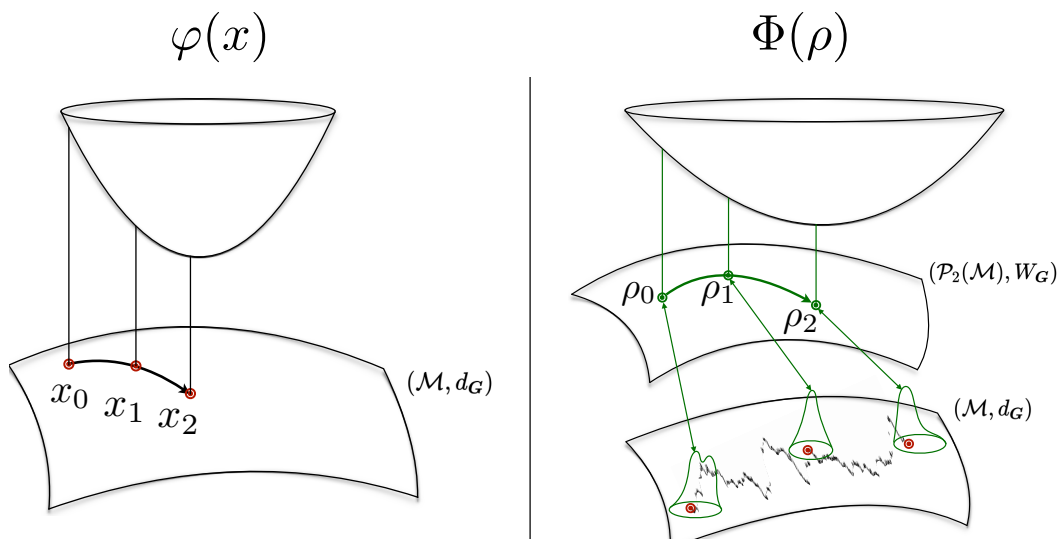 φ(x)
x₀
x₁
x₂
(ℳ, d_G)
Φ(ρ)
(𝒫₂(ℳ), W_G)
ρ₀
ρ₁
ρ₂
(ℳ, d_G)